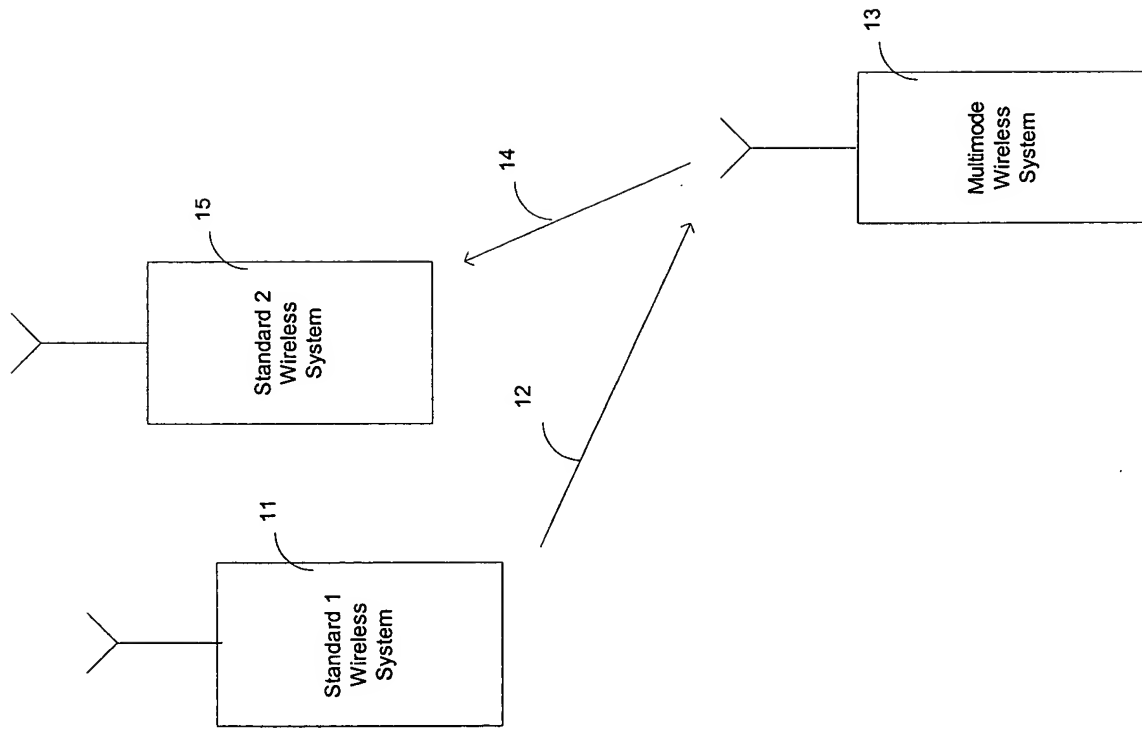 11
Standard 1
Wireless
System
12
15
Standard 2
Wireless
System
14
13
Multimode
Wireless
System